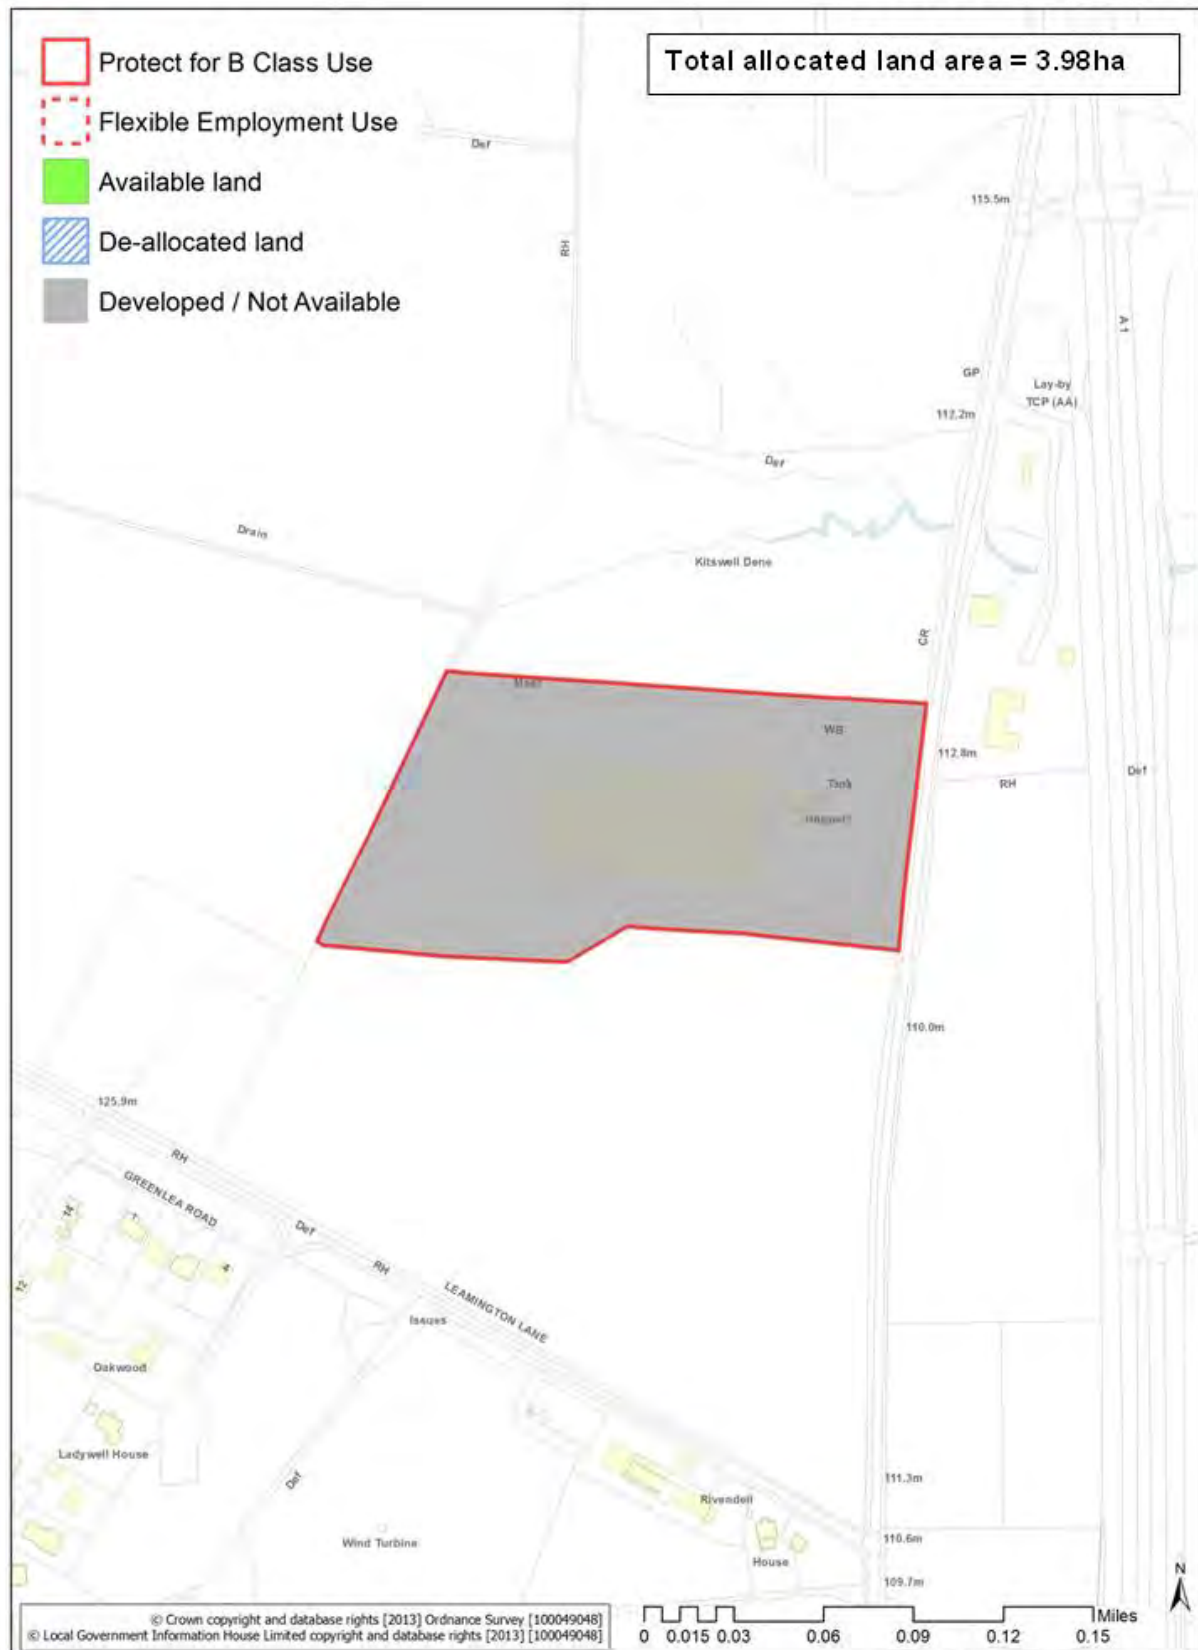 Protect for B Class Use
Total allocated land area = 3.98ha
Flexible Employment Use
Available land
De-allocated land
Developed / Not Available
Def
115.5m
RH
A1
GP
Lay-by
TCP (AA)
112.2m
Def
Drain
Kitswell Dene
CR
Mast
WB
112.8m
Def
Tank
RH
110.0m
125.9m
RH
GREENLEA ROAD
14
1
Def
4
RH
12
LEAMINGTON LANE
Issues
Oakwood
Ladywell House
Def
111.3m
Rivendell
Wind Turbine
110.6m
House
109.7m
N
© Crown copyright and database rights [2013] Ordnance Survey [100049048]
© Local Government Information House Limited copyright and database rights [2013] [100049048]
Miles
0 0.015 0.03 0.06 0.09 0.12 0.15